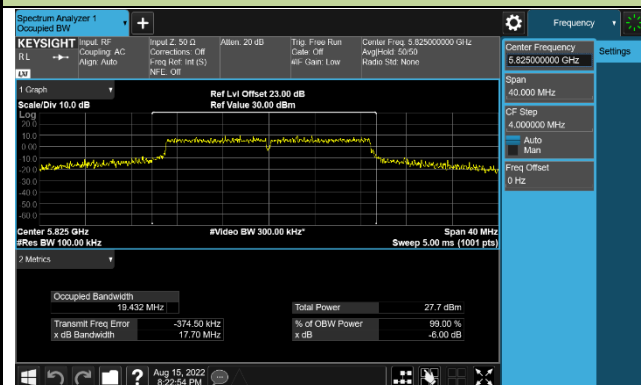 Spectrum Analyzer 1
Occupied BW
Frequency
KEYSIGHT
RL
LXI
Input: RF
Coupling: AC
Align: Auto
Input Z: 50 Ω
Corrections: Off
Freq Ref: Int (S)
NFE: Off
Atten: 20 dB
Trig: Free Run
Gate: Off
#IF Gain: Low
Center Freq: 5.825000000 GHz
Avg|Hold: 50/50
Radio Std: None
Center Frequency
5.825000000 GHz
Settings
Span
40.000 MHz
CF Step
4.000000 MHz
Auto
Man
Freq Offset
0 Hz
1 Graph
Scale/Div 10.0 dB
Ref Lvl Offset 23.00 dB
Ref Value 30.00 dBm
Log
20.0
10.0
0.00
-10.0
-20.0
-30.0
-40.0
-50.0
-60.0
Center 5.825 GHz
#Res BW 100.00 kHz
#Video BW 300.00 kHz*
Span 40 MHz
Sweep 5.00 ms (1001 pts)
2 Metrics
Occupied Bandwidth
19.432 MHz
Total Power 27.7 dBm
Transmit Freq Error -374.50 kHz
% of OBW Power 99.00 %
x dB Bandwidth 17.70 MHz
x dB -6.00 dB
?
Aug 15, 2022
8:22:54 PM